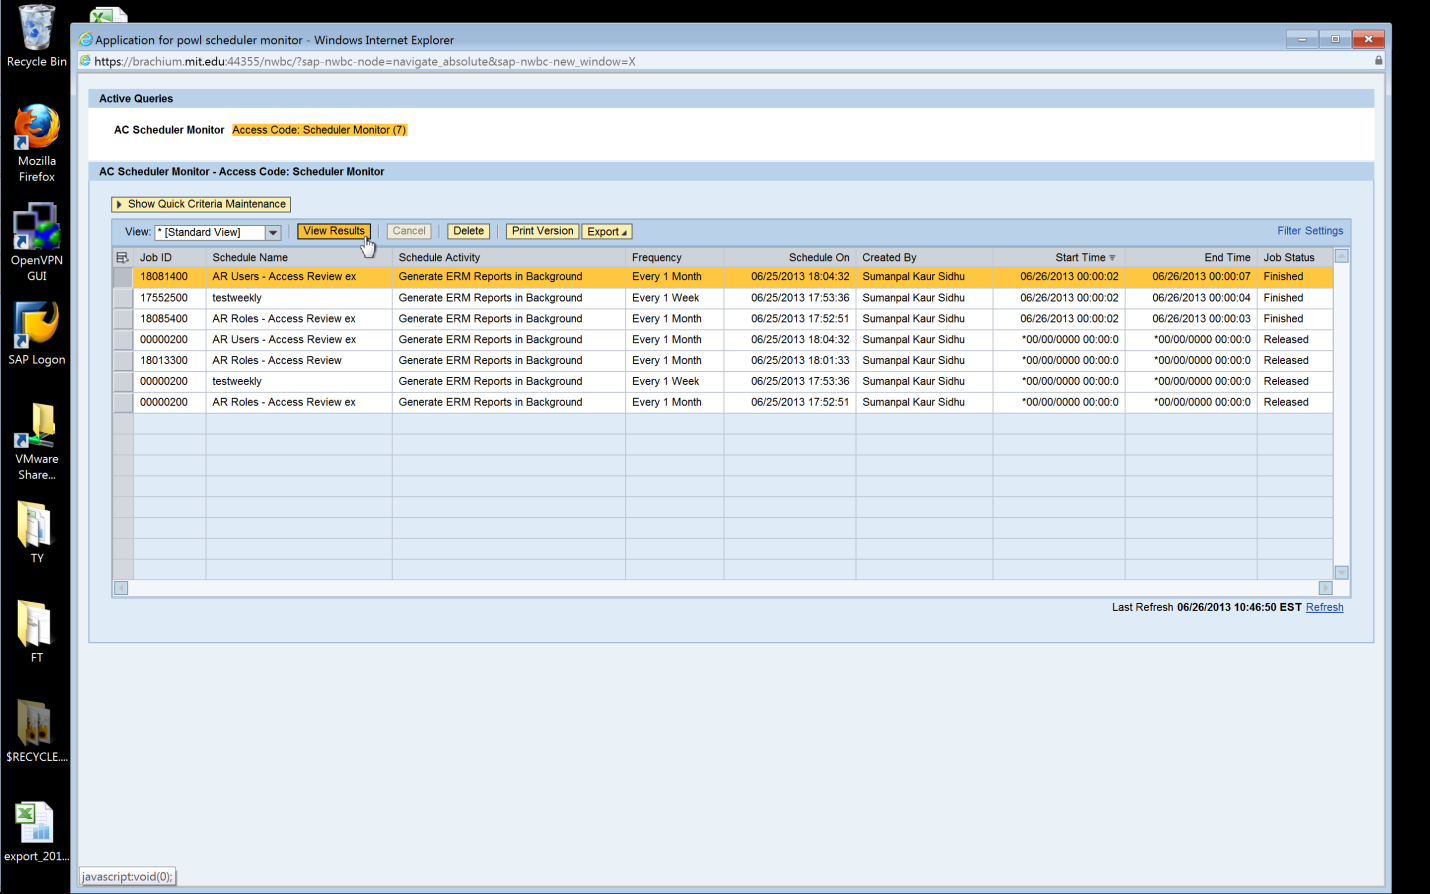 Recycle Bin
Mozilla
Firefox
OpenVPN
GUI
SAP Logon
VMware
Share...
TY
FT
$RECYCLE....
export_201...
Application for powl scheduler monitor - Windows Internet Explorer
https://brachium.mit.edu:44355/nwbc/?sap-nwbc-node=navigate_absolute&sap-nwbc-new_window=X
Active Queries
AC Scheduler Monitor Access Code: Scheduler Monitor (7)
AC Scheduler Monitor - Access Code: Scheduler Monitor
Show Quick Criteria Maintenance
View: * [Standard View] View Results Cancel Delete Print Version Export Filter Settings
Job ID Schedule Name Schedule Activity Frequency Schedule On Created By Start Time End Time Job Status
18081400 AR Users - Access Review ex Generate ERM Reports in Background Every 1 Month 06/25/2013 18:04:32 Sumanpal Kaur Sidhu 06/26/2013 00:00:02 06/26/2013 00:00:07 Finished
17552500 testweekly Generate ERM Reports in Background Every 1 Week 06/25/2013 17:53:36 Sumanpal Kaur Sidhu 06/26/2013 00:00:02 06/26/2013 00:00:04 Finished
18085400 AR Roles - Access Review ex Generate ERM Reports in Background Every 1 Month 06/25/2013 17:52:51 Sumanpal Kaur Sidhu 06/26/2013 00:00:02 06/26/2013 00:00:03 Finished
00000200 AR Users - Access Review ex Generate ERM Reports in Background Every 1 Month 06/25/2013 18:04:32 Sumanpal Kaur Sidhu *00/00/0000 00:00:0 *00/00/0000 00:00:0 Released
18013300 AR Roles - Access Review Generate ERM Reports in Background Every 1 Month 06/25/2013 18:01:33 Sumanpal Kaur Sidhu *00/00/0000 00:00:0 *00/00/0000 00:00:0 Released
00000200 testweekly Generate ERM Reports in Background Every 1 Week 06/25/2013 17:53:36 Sumanpal Kaur Sidhu *00/00/0000 00:00:0 *00/00/0000 00:00:0 Released
00000200 AR Roles - Access Review ex Generate ERM Reports in Background Every 1 Month 06/25/2013 17:52:51 Sumanpal Kaur Sidhu *00/00/0000 00:00:0 *00/00/0000 00:00:0 Released
Last Refresh 06/26/2013 10:46:50 EST Refresh
javascript:void(0);